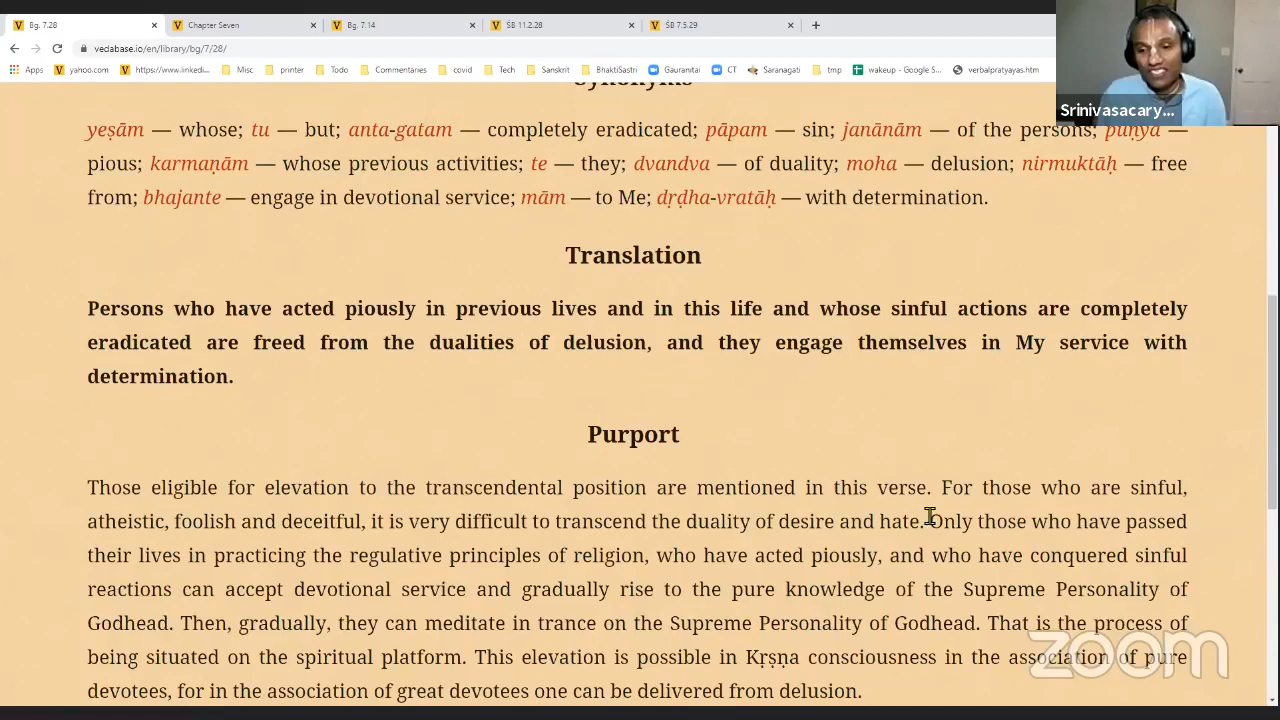 Bg. 7.28
Chapter Seven
Bg. 7.14
ŚB 11.2.28
ŚB 7.5.29
vedabase.io/en/library/bg/7/28/
Apps yahoo.com https://www.linkedi... Misc printer Todo Commentaries covid Tech Sanskrit BhaktiSastri Gauranitai CT Saranagati tmp wakeup - Google S... verbalpratyayas.htm
Srinivasacary...
Synonyms
yeṣām — whose; tu — but; anta-gatam — completely eradicated; pāpam — sin; janānām — of the persons; puṇya —
pious; karmaṇām — whose previous activities; te — they; dvandva — of duality; moha — delusion; nirmuktāḥ — free
from; bhajante — engage in devotional service; mām — to Me; dṛḍha-vratāḥ — with determination.
Translation
Persons who have acted piously in previous lives and in this life and whose sinful actions are completely
eradicated are freed from the dualities of delusion, and they engage themselves in My service with
determination.
Purport
Those eligible for elevation to the transcendental position are mentioned in this verse. For those who are sinful,
atheistic, foolish and deceitful, it is very difficult to transcend the duality of desire and hate. Only those who have passed
their lives in practicing the regulative principles of religion, who have acted piously, and who have conquered sinful
reactions can accept devotional service and gradually rise to the pure knowledge of the Supreme Personality of
Godhead. Then, gradually, they can meditate in trance on the Supreme Personality of Godhead. That is the process of
being situated on the spiritual platform. This elevation is possible in Kṛṣṇa consciousness in the association of pure
devotees, for in the association of great devotees one can be delivered from delusion.
zoom